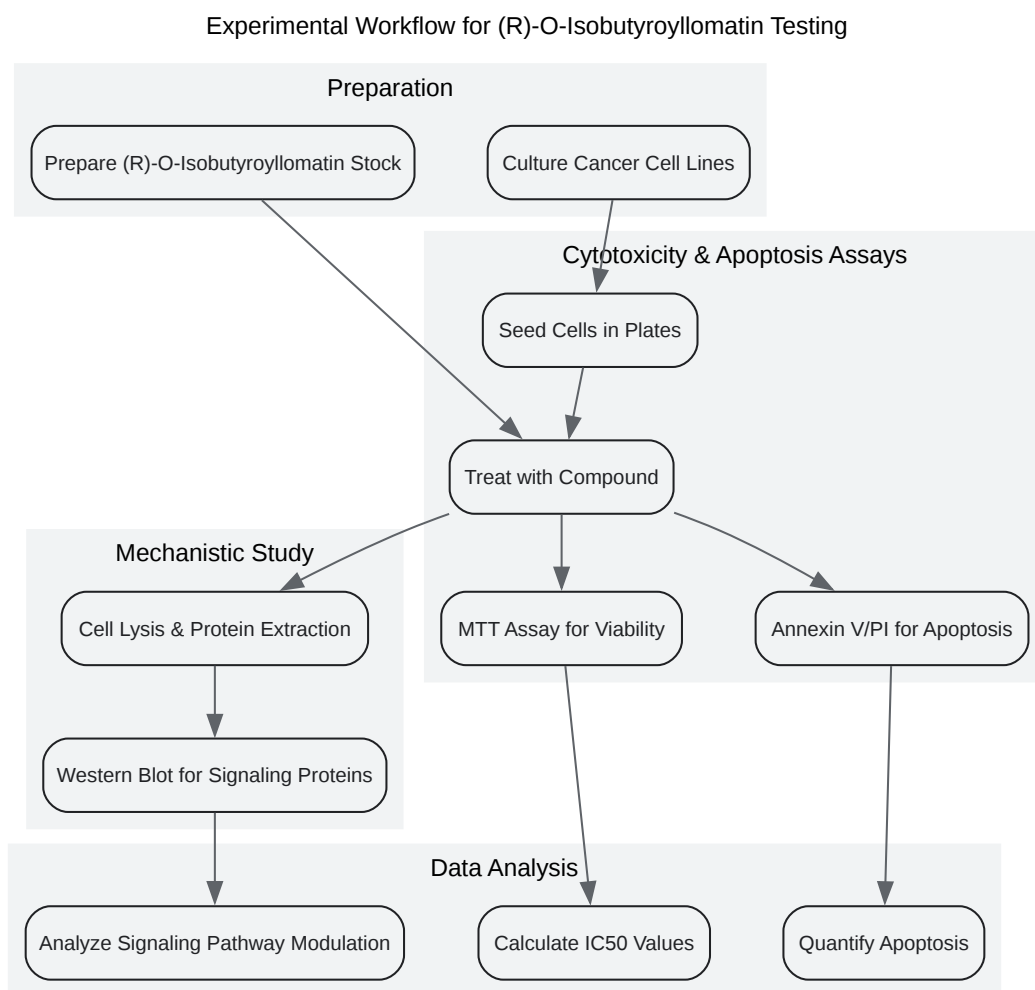 Experimental Workflow for (R)-O-Isobutyroyllomatin Testing
Preparation
Prepare (R)-O-Isobutyroyllomatin Stock
Culture Cancer Cell Lines
Cytotoxicity & Apoptosis Assays
Seed Cells in Plates
Treat with Compound
Mechanistic Study
Cell Lysis & Protein Extraction
MTT Assay for Viability
Annexin V/PI for Apoptosis
Western Blot for Signaling Proteins
Data Analysis
Analyze Signaling Pathway Modulation
Calculate IC50 Values
Quantify Apoptosis